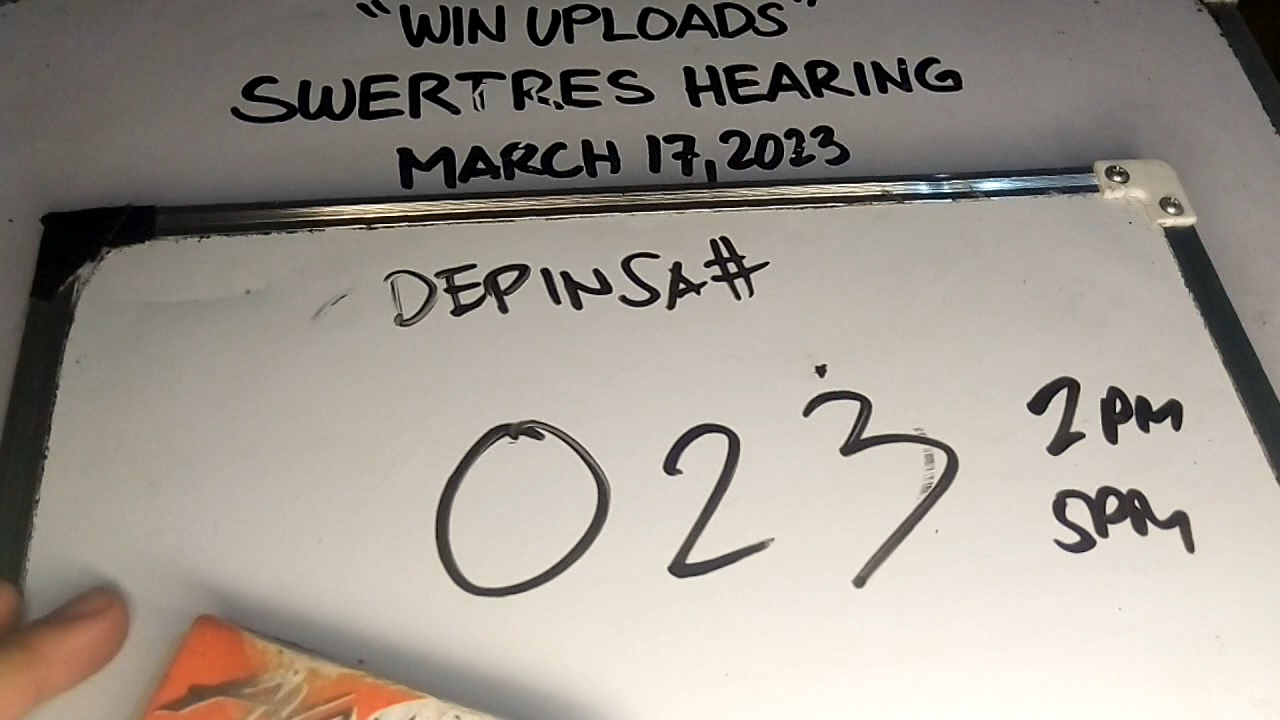 "WIN UPLOADS"
SWERTRES HEARING
MARCH 17, 2023
DEPINSA#
023
2PM
5PM